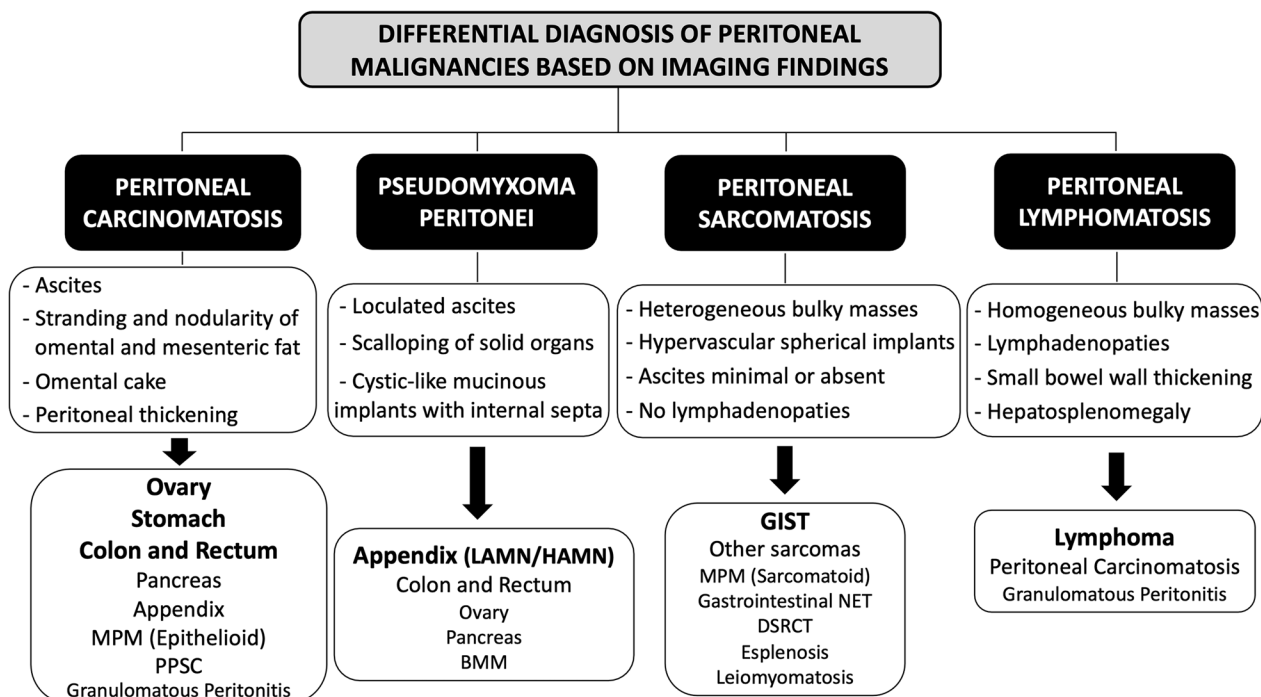 DIFFERENTIAL DIAGNOSIS OF PERITONEAL
MALIGNANCIES BASED ON IMAGING FINDINGS
PERITONEAL
CARCINOMATOSIS
- Ascites
- Stranding and nodularity of
omental and mesenteric fat
- Omental cake
- Peritoneal thickening
Ovary
Stomach
Colon and Rectum
Pancreas
Appendix
MPM (Epithelioid)
PPSC
Granulomatous Peritonitis
PSEUDOMYXOMA
PERITONEI
- Loculated ascites
- Scalloping of solid organs
- Cystic-like mucinous
implants with internal septa
Appendix (LAMN/HAMN)
Colon and Rectum
Ovary
Pancreas
BMM
PERITONEAL
SARCOMATOSIS
- Heterogeneous bulky masses
- Hypervascular spherical implants
- Ascites minimal or absent
- No lymphadenopaties
GIST
Other sarcomas
MPM (Sarcomatoid)
Gastrointestinal NET
DSRCT
Esplenosis
Leiomyomatosis
PERITONEAL
LYMPHOMATOSIS
- Homogeneous bulky masses
- Lymphadenopaties
- Small bowel wall thickening
- Hepatosplenomegaly
Lymphoma
Peritoneal Carcinomatosis
Granulomatous Peritonitis